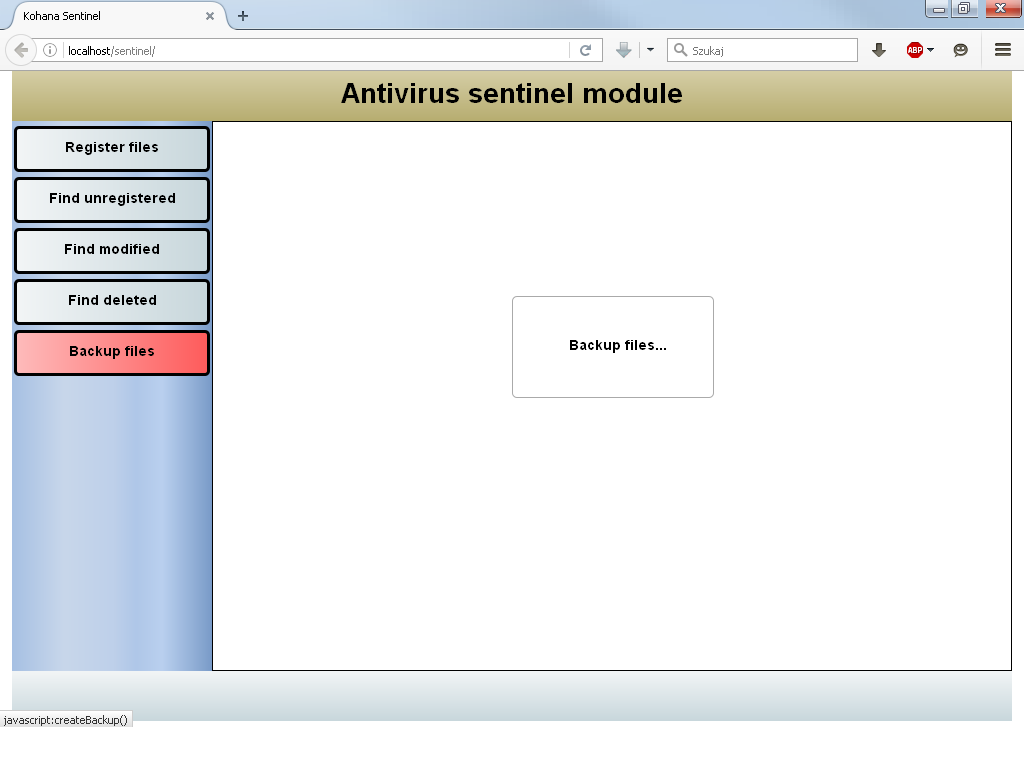 Kohana Sentinel
localhost/sentinel/
Szukaj
ABP
Antivirus sentinel module
Register files
Find unregistered
Find modified
Find deleted
Backup files
Backup files...
javascript:createBackup()